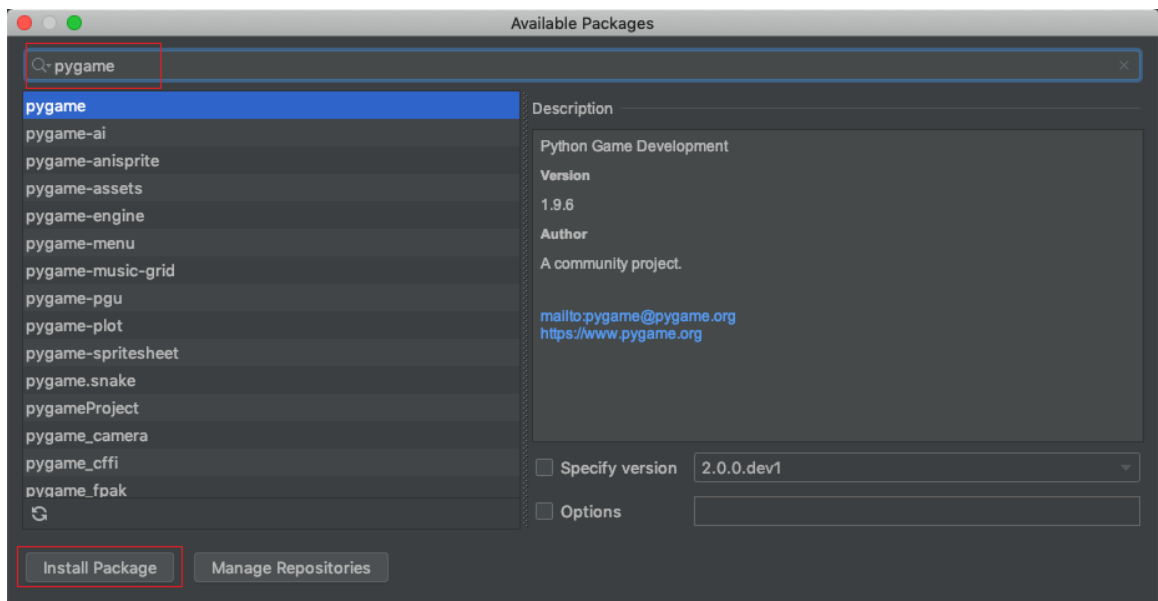 Available Packages
pygame
pygame
pygame-ai
pygame-anisprite
pygame-assets
pygame-engine
pygame-menu
pygame-music-grid
pygame-pgu
pygame-plot
pygame-spritesheet
pygame.snake
pygameProject
pygame_camera
pygame_cffi
pygame_fpak
Description
Python Game Development
Version
1.9.6
Author
A community project.
mailto:pygame@pygame.org
https://www.pygame.org
Specify version 2.0.0.dev1
Options
Install Package Manage Repositories